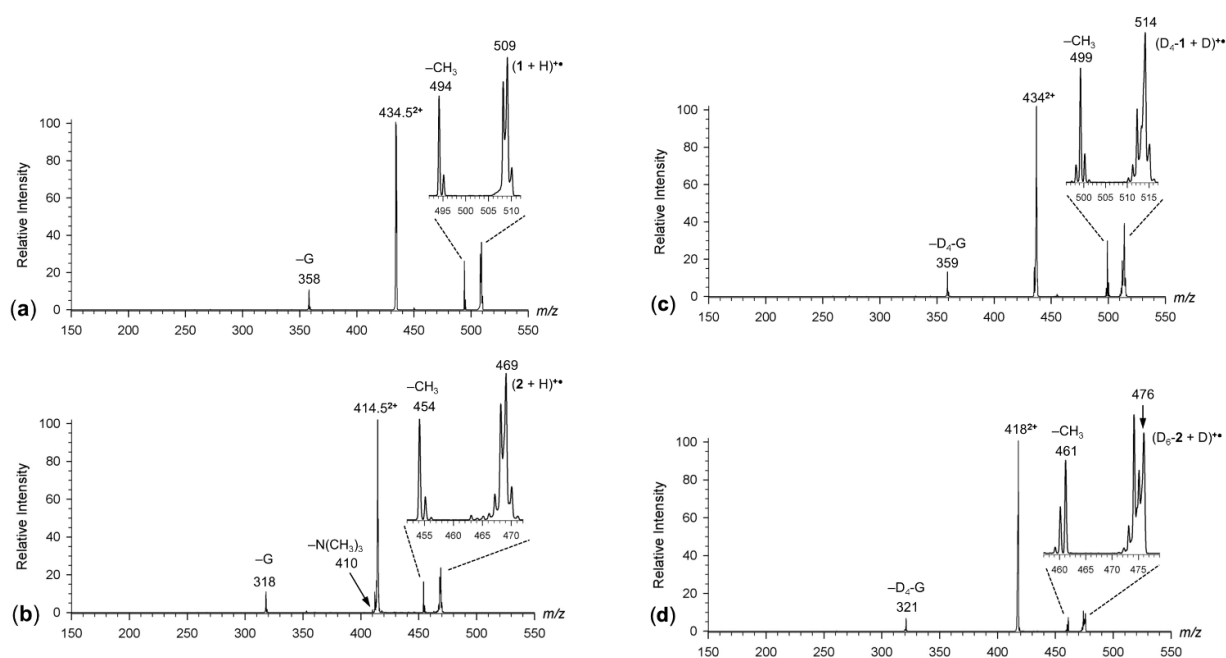 509
(1 + H)⁺•
–CH₃
494
434.5²⁺
–G
358
495 500 505 510
100
80
60
40
20
0
Relative Intensity
(a)
150 200 250 300 350 400 450 500 550
m/z
469
(2 + H)⁺•
–CH₃
454
414.5²⁺
–N(CH₃)₃
410
–G
318
455 460 465 470
100
80
60
40
20
0
Relative Intensity
(b)
150 200 250 300 350 400 450 500 550
m/z
514
(D₄-1 + D)⁺•
–CH₃
499
434²⁺
–D₄-G
359
500 505 510 515
100
80
60
40
20
0
Relative Intensity
(c)
150 200 250 300 350 400 450 500 550
m/z
476
(D₆-2 + D)⁺•
–CH₃
461
418²⁺
–D₄-G
321
460 465 470 475
100
80
60
40
20
0
Relative Intensity
(d)
150 200 250 300 350 400 450 500 550
m/z